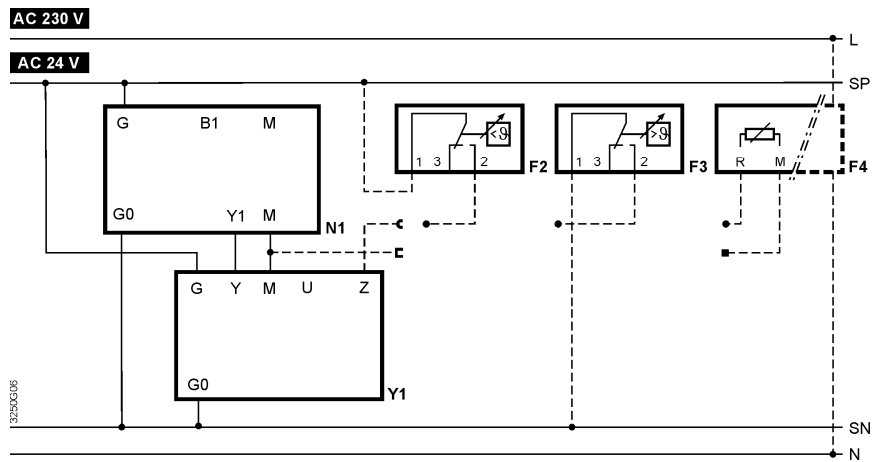 AC 230 V
L
AC 24 V
SP
G B1 M
G0 Y1 M
N1
1 3 2
<ϑ
F2
1 3 2
>ϑ
F3
R M
F4
G Y M U Z
G0
Y1
3250G06
SN
N